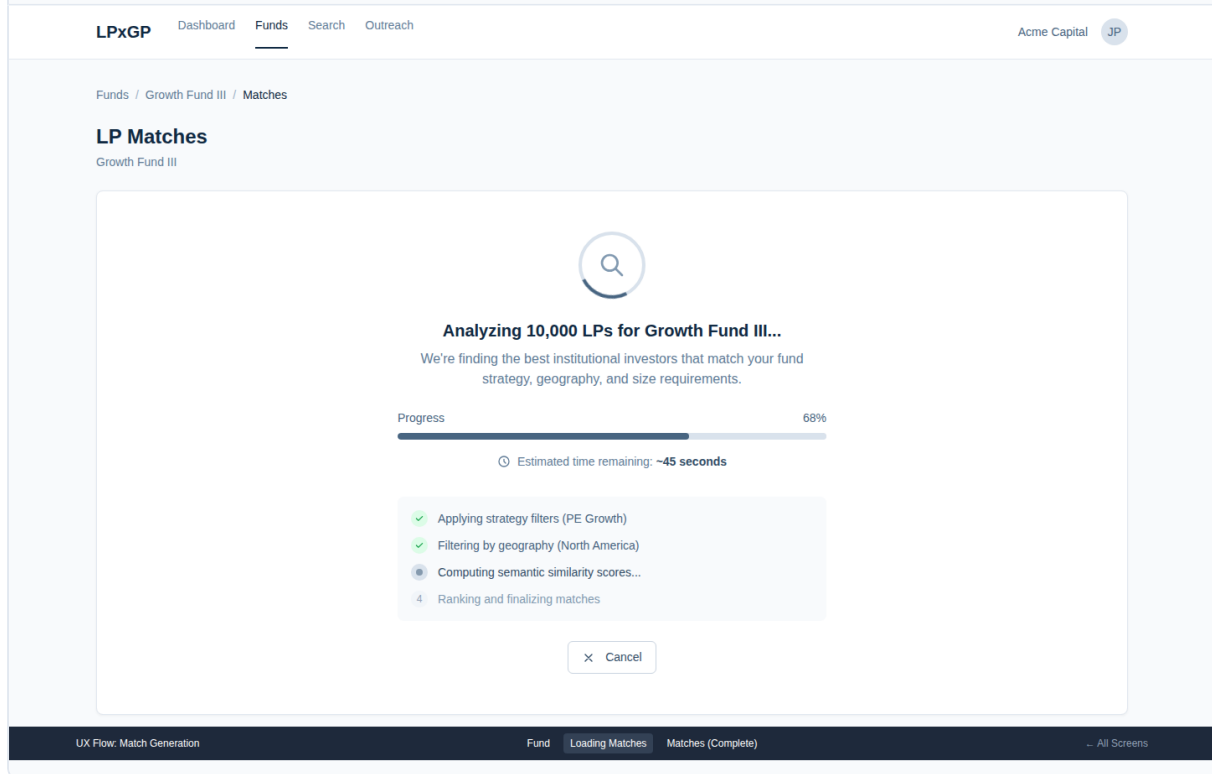 LPxGP Dashboard Funds Search Outreach Acme Capital JP
Funds / Growth Fund III / Matches
LP Matches
Growth Fund III
Analyzing 10,000 LPs for Growth Fund III...
We're finding the best institutional investors that match your fund
strategy, geography, and size requirements.
Progress 68%
Estimated time remaining: ~45 seconds
Applying strategy filters (PE Growth)
Filtering by geography (North America)
Computing semantic similarity scores...
4 Ranking and finalizing matches
Cancel
UX Flow: Match Generation Fund Loading Matches Matches (Complete) ← All Screens